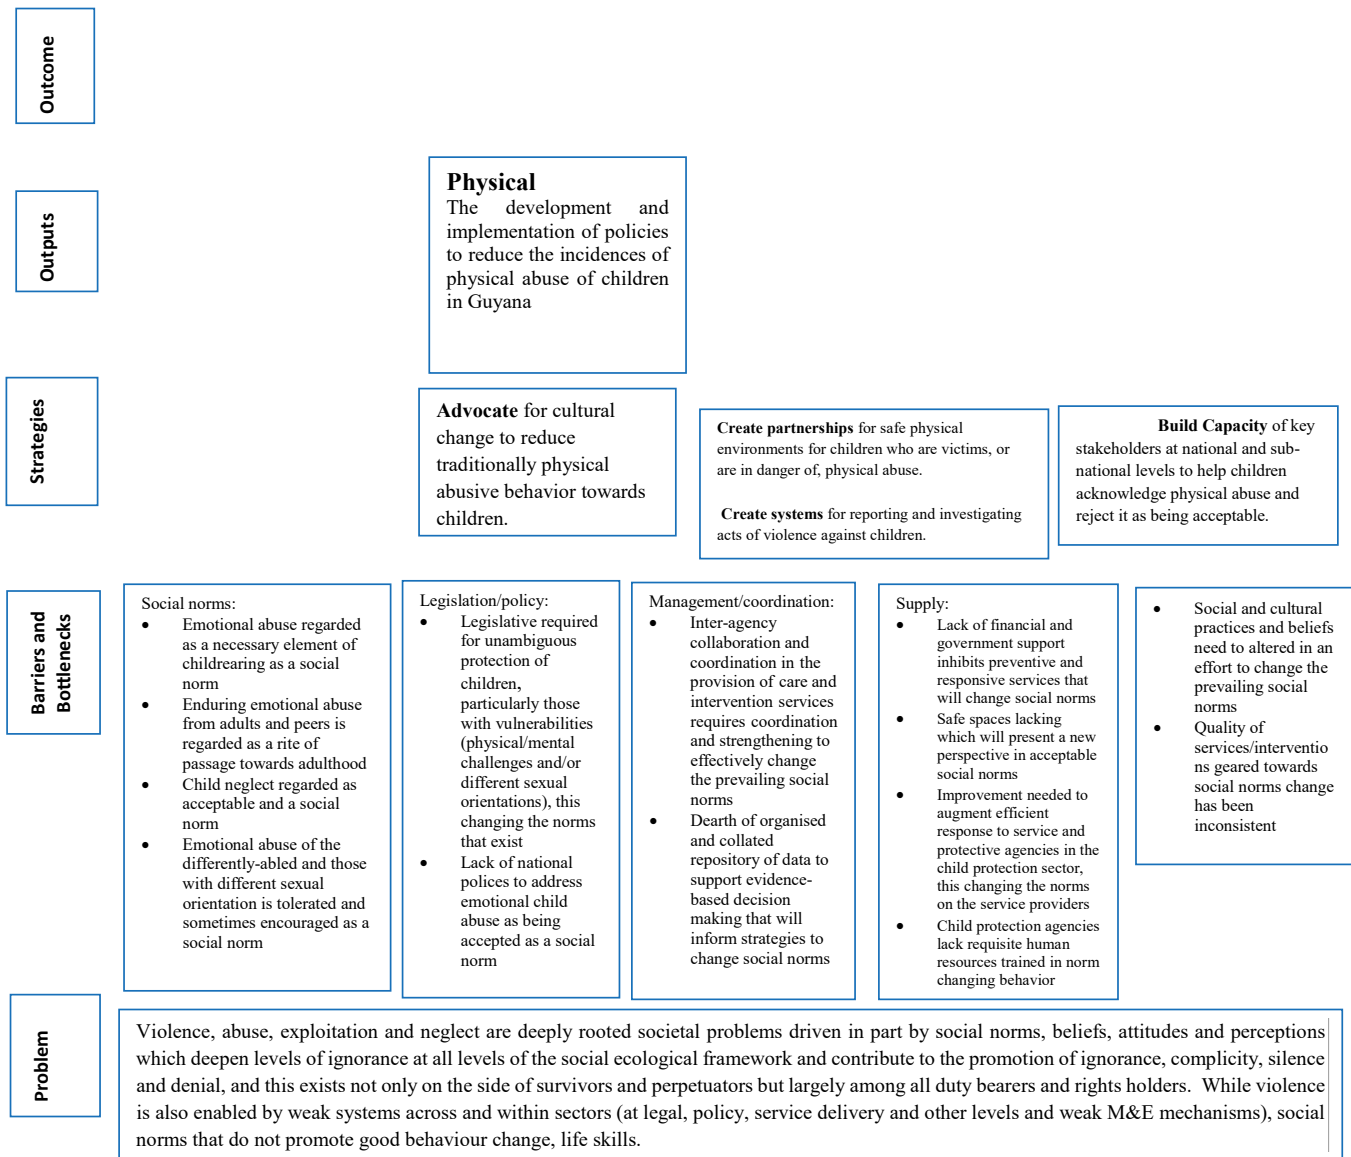 Outcome
Outputs
Physical
The development and
implementation of policies
to reduce the incidences of
physical abuse of children
in Guyana
Strategies
Advocate for cultural
change to reduce
traditionally physical
abusive behavior towards
children.
Create partnerships for safe physical
environments for children who are victims, or
are in danger of, physical abuse.
Create systems for reporting and investigating
acts of violence against children.
Build Capacity of key
stakeholders at national and sub-
national levels to help children
acknowledge physical abuse and
reject it as being acceptable.
Barriers and
Bottlenecks
Social norms:
• Emotional abuse regarded
as a necessary element of
childrearing as a social
norm
• Enduring emotional abuse
from adults and peers is
regarded as a rite of
passage towards adulthood
• Child neglect regarded as
acceptable and a social
norm
• Emotional abuse of the
differently-abled and those
with different sexual
orientation is tolerated and
sometimes encouraged as a
social norm
Legislation/policy:
• Legislative required
for unambiguous
protection of
children,
particularly those
with vulnerabilities
(physical/mental
challenges and/or
different sexual
orientations), this
changing the norms
that exist
• Lack of national
polices to address
emotional child
abuse as being
accepted as a social
norm
Management/coordination:
• Inter-agency
collaboration and
coordination in the
provision of care and
intervention services
requires coordination
and strengthening to
effectively change
the prevailing social
norms
• Dearth of organised
and collated
repository of data to
support evidence-
based decision
making that will
inform strategies to
change social norms
Supply:
• Lack of financial and
government support
inhibits preventive and
responsive services that
will change social norms
• Safe spaces lacking
which will present a new
perspective in acceptable
social norms
• Improvement needed to
augment efficient
response to service and
protective agencies in the
child protection sector,
this changing the norms
on the service providers
• Child protection agencies
lack requisite human
resources trained in norm
changing behavior
• Social and cultural
practices and beliefs
need to altered in an
effort to change the
prevailing social
norms
• Quality of
services/interventio
ns geared towards
social norms change
has been
inconsistent
Problem
Violence, abuse, exploitation and neglect are deeply rooted societal problems driven in part by social norms, beliefs, attitudes and perceptions
which deepen levels of ignorance at all levels of the social ecological framework and contribute to the promotion of ignorance, complicity, silence
and denial, and this exists not only on the side of survivors and perpetuators but largely among all duty bearers and rights holders. While violence
is also enabled by weak systems across and within sectors (at legal, policy, service delivery and other levels and weak M&E mechanisms), social
norms that do not promote good behaviour change, life skills.